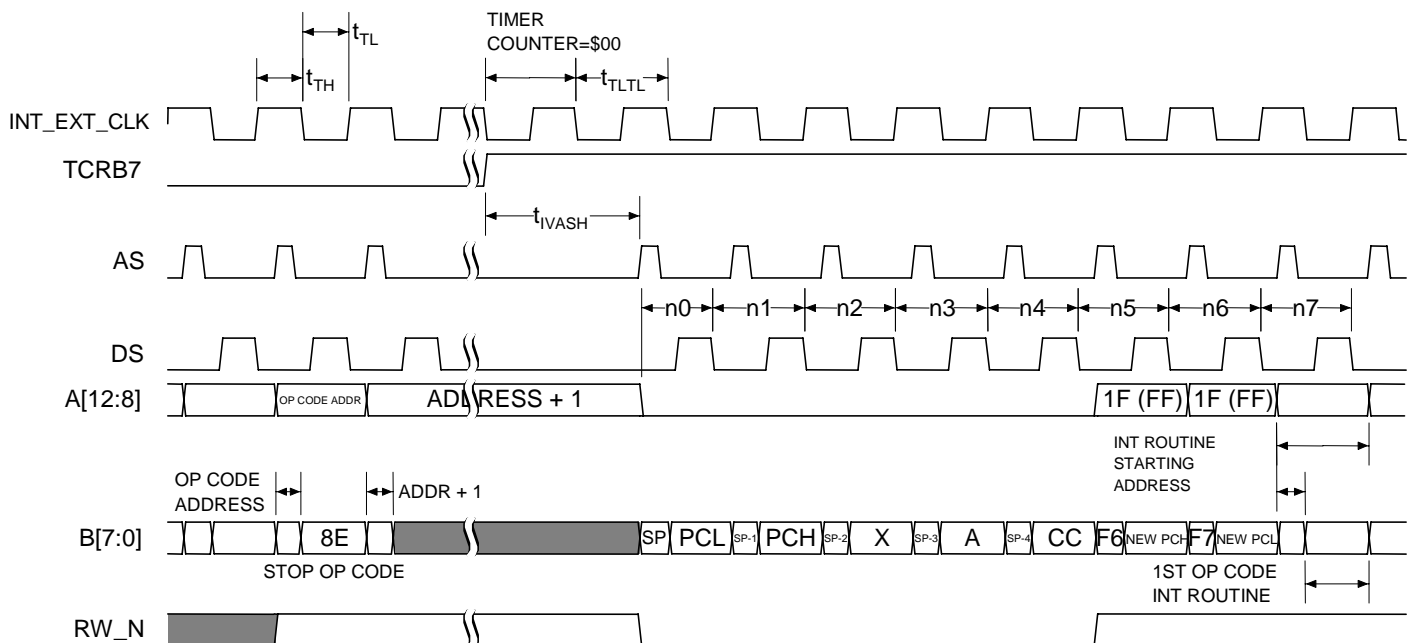 TIMER
COUNTER=$00
tTL
tTH
tTLTL
INT_EXT_CLK
TCRB7
tIVASH
AS
n0 n1 n2 n3 n4 n5 n6 n7
DS
A[12:8]
OP CODE ADDR
ADDRESS + 1
1F (FF)
1F (FF)
INT ROUTINE
STARTING
ADDRESS
OP CODE
ADDRESS
ADDR + 1
B[7:0]
8E
SP PCL SP-1 PCH SP-2 X SP-3 A SP-4 CC F6 NEW PCH F7 NEW PCL
STOP OP CODE
1ST OP CODE
INT ROUTINE
RW_N